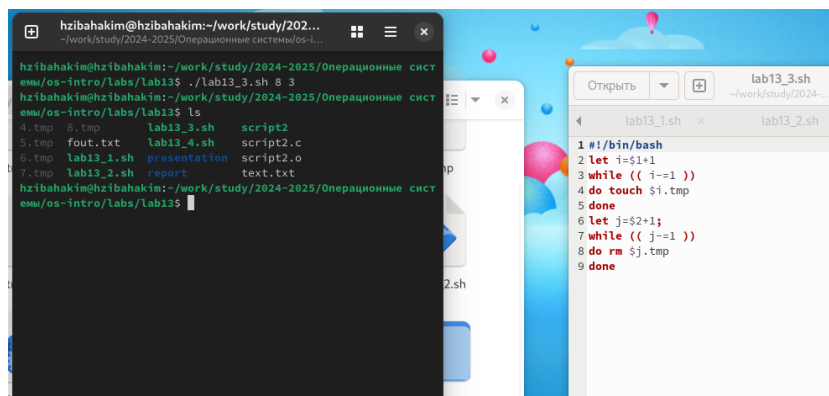 hzibahakim@hzibahakim:~/work/study/202...
~/work/study/2024-2025/Операционные системы/os-i...
hzibahakim@hzibahakim:~/work/study/2024-2025/Операционные сист
емы/os-intro/labs/lab13$ ./lab13_3.sh 8 3
hzibahakim@hzibahakim:~/work/study/2024-2025/Операционные сист
емы/os-intro/labs/lab13$ ls
4.tmp 8.tmp lab13_3.sh script2
5.tmp fout.txt lab13_4.sh script2.c
6.tmp lab13_1.sh presentation script2.o
7.tmp lab13_2.sh report text.txt
hzibahakim@hzibahakim:~/work/study/2024-2025/Операционные сист
емы/os-intro/labs/lab13$
2.sh
Открыть
lab13_3.sh
~/work/study/2024-...
lab13_1.sh
lab13_2.sh
1 #!/bin/bash
2 let i=$1+1
3 while (( i-=1 ))
4 do touch $i.tmp
5 done
6 let j=$2+1;
7 while (( j-=1 ))
8 do rm $j.tmp
9 done